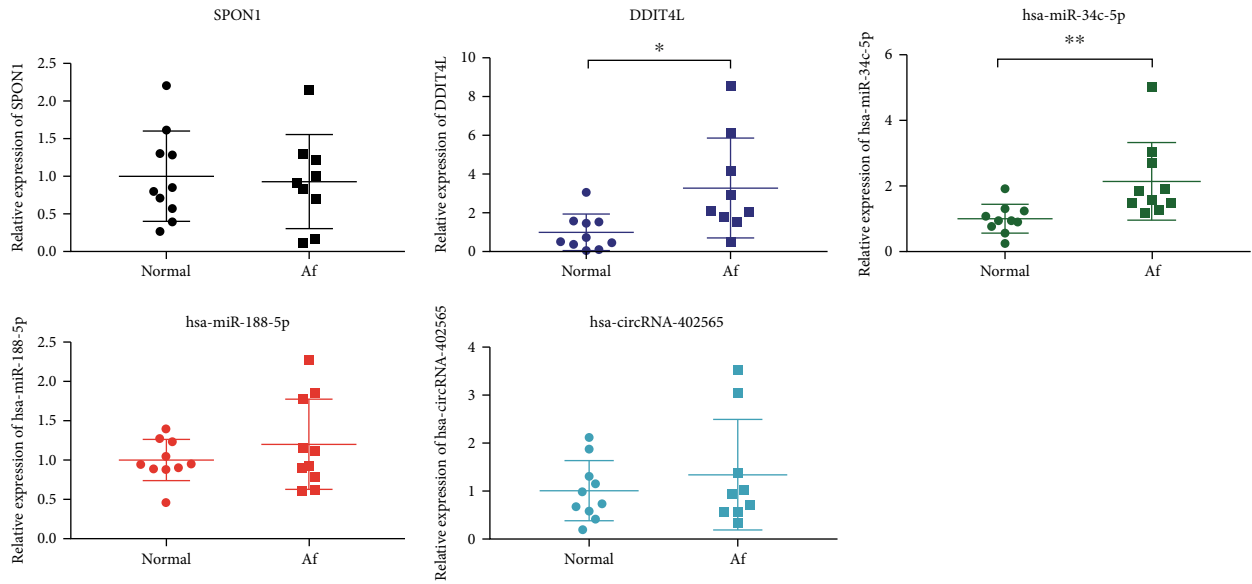 SPON1
Relative expression of SPON1
2.5
2.0
1.5
1.0
0.5
0.0
Normal
Af
DDIT4L
Relative expression of DDIT4L
10
8
6
4
2
0
*
Normal
Af
hsa-miR-34c-5p
Relative expression of hsa-miR-34c-5p
6
4
2
0
**
Normal
Af
hsa-miR-188-5p
Relative expression of hsa-miR-188-5p
2.5
2.0
1.5
1.0
0.5
0.0
Normal
Af
hsa-circRNA-402565
Relative expression of hsa-circRNA-402565
4
3
2
1
0
Normal
Af